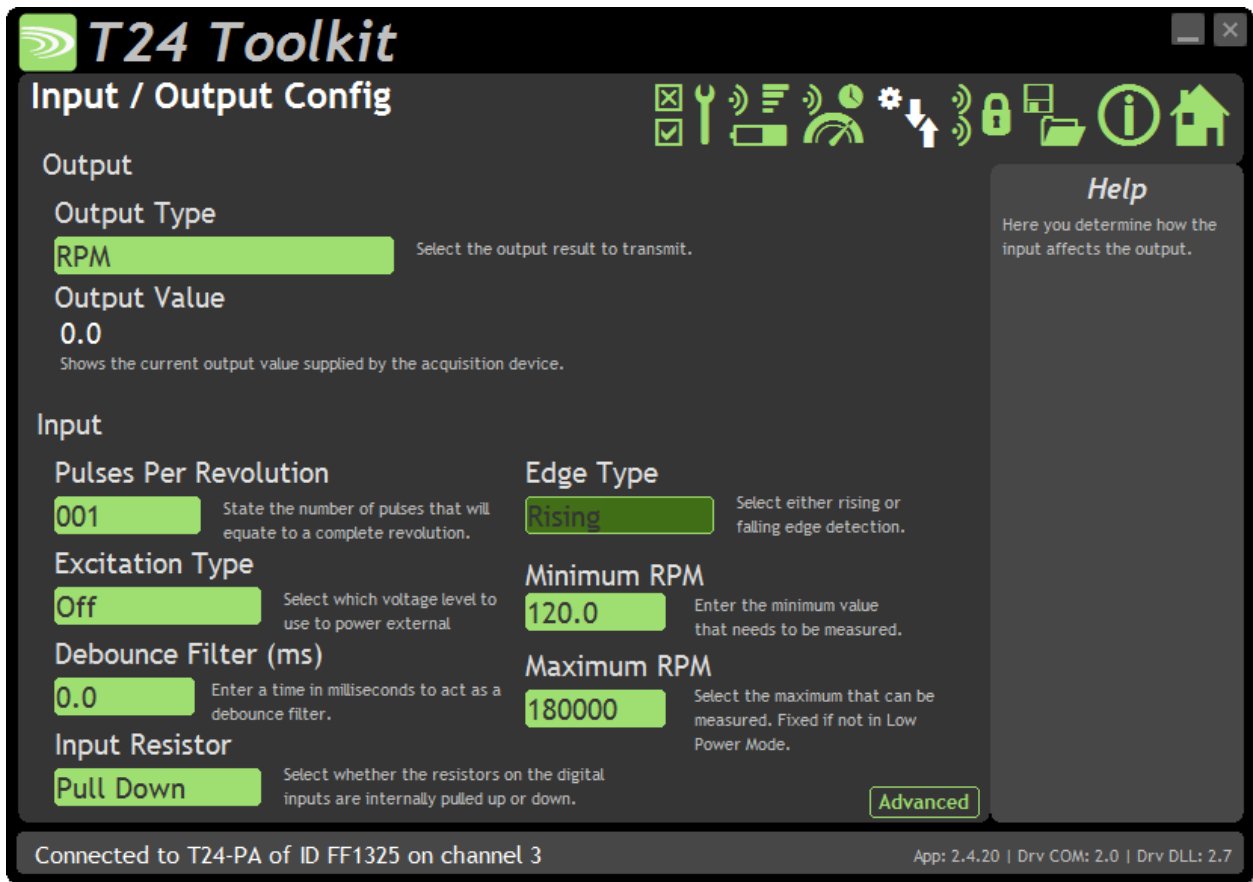 T24 Toolkit
Input / Output Config
Output
Output Type
RPM
Select the output result to transmit.
Output Value
0.0
Shows the current output value supplied by the acquisition device.
Input
Pulses Per Revolution
001
State the number of pulses that will
equate to a complete revolution.
Excitation Type
Off
Select which voltage level to
use to power external
Debounce Filter (ms)
0.0
Enter a time in milliseconds to act as a
debounce filter.
Input Resistor
Pull Down
Select whether the resistors on the digital
inputs are internally pulled up or down.
Edge Type
Rising
Select either rising or
falling edge detection.
Minimum RPM
120.0
Enter the minimum value
that needs to be measured.
Maximum RPM
180000
Select the maximum that can be
measured. Fixed if not in Low
Power Mode.
Advanced
Help
Here you determine how the
input affects the output.
Connected to T24-PA of ID FF1325 on channel 3
App: 2.4.20 | Drv COM: 2.0 | Drv DLL: 2.7